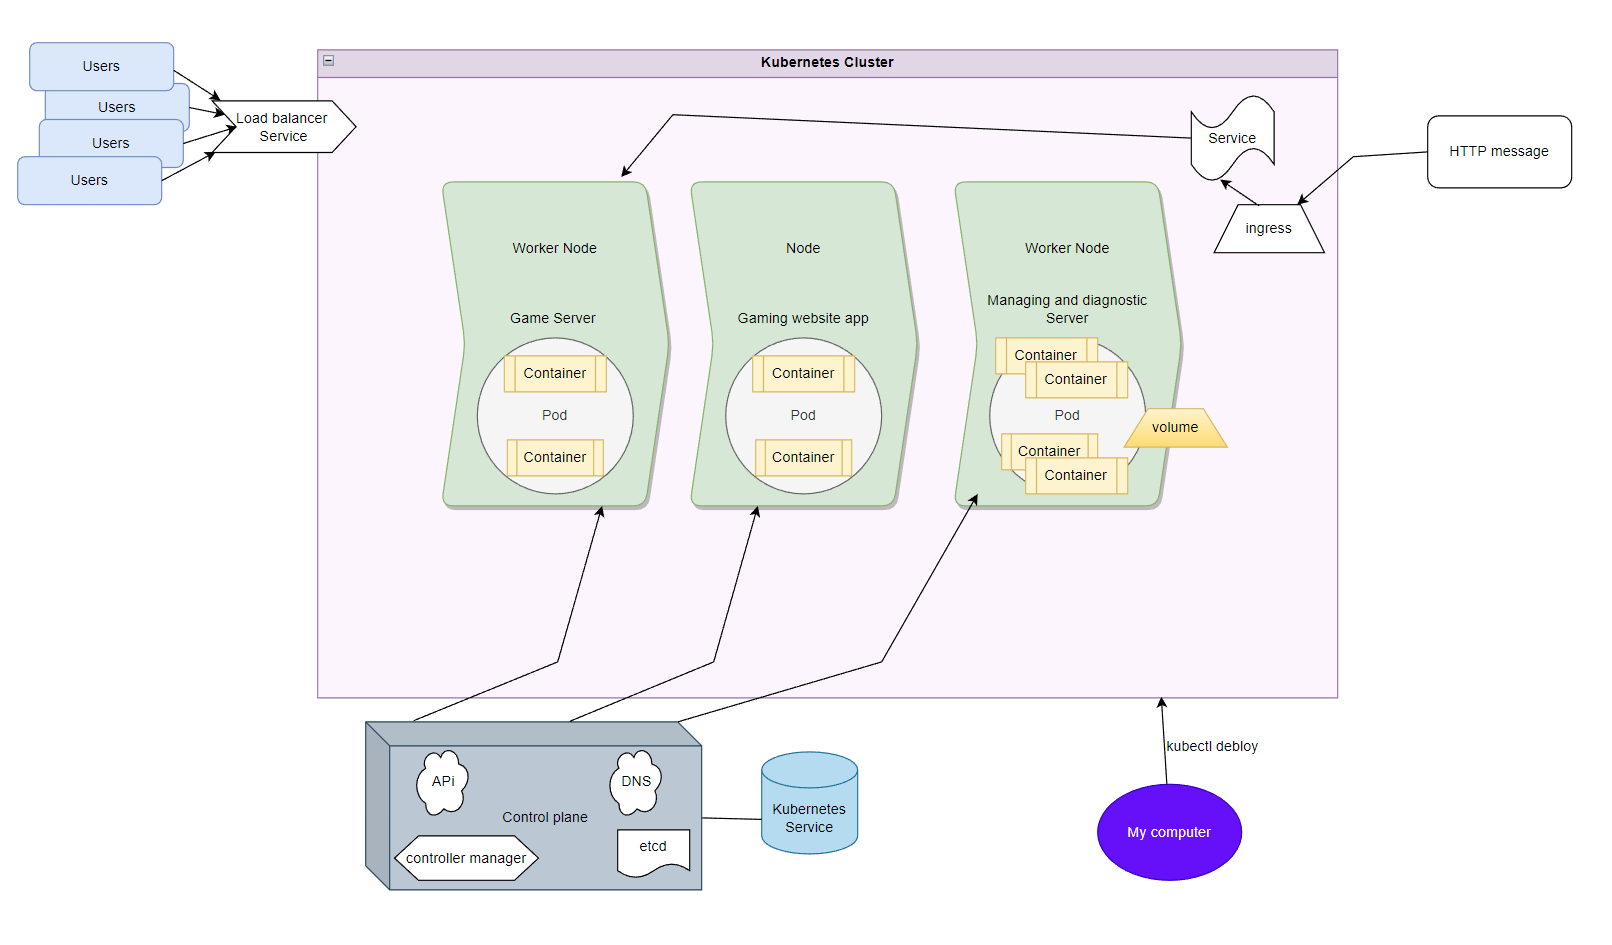 Kubernetes Cluster
Users
Users
Users
Users
Load balancer
Service
Service
HTTP message
ingress
Worker Node
Game Server
Container
Pod
Container
Node
Gaming website app
Container
Pod
Container
Worker Node
Managing and diagnostic
Server
Container
Container
Pod
volume
Container
Container
APi
DNS
Control plane
controller manager
etcd
Kubernetes
Service
kubectl debloy
My computer